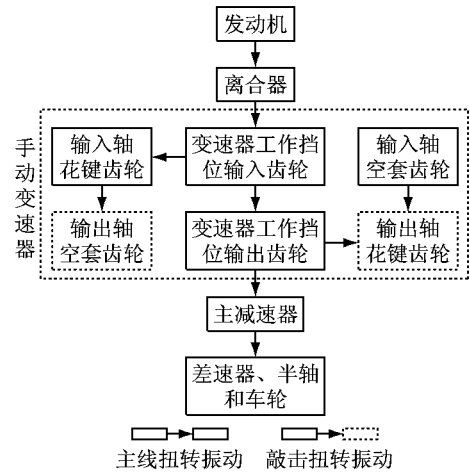 发动机
离合器
手动变速器
输入轴
花键齿轮
变速器工作挡
位输入齿轮
输入轴
空套齿轮
输出轴
空套齿轮
变速器工作挡
位输出齿轮
输出轴
花键齿轮
主减速器
差速器、半轴
和车轮
主线扭转振动
敲击扭转振动